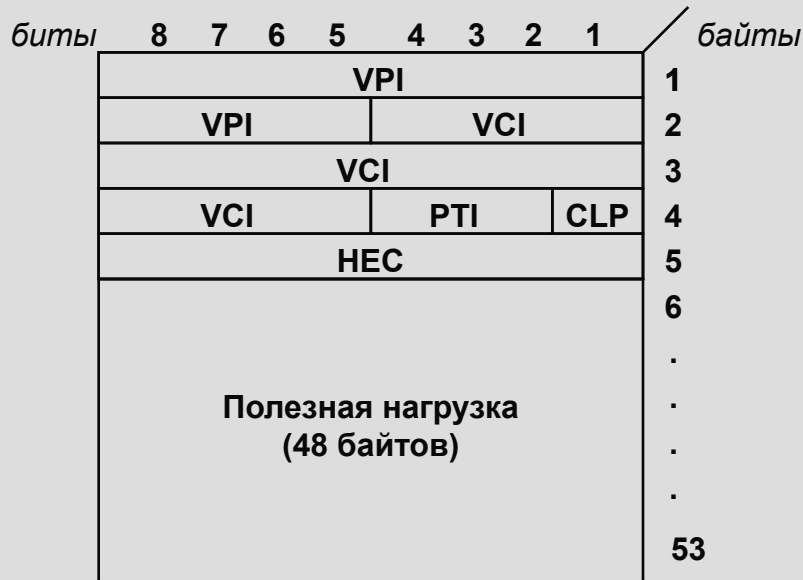 биты 8 7 6 5 4 3 2 1 байты
VPI 1
VPI VCI 2
VCI 3
VCI PTI CLP 4
HEC 5
6
.
Полезная нагрузка .
(48 байтов) .
.
53